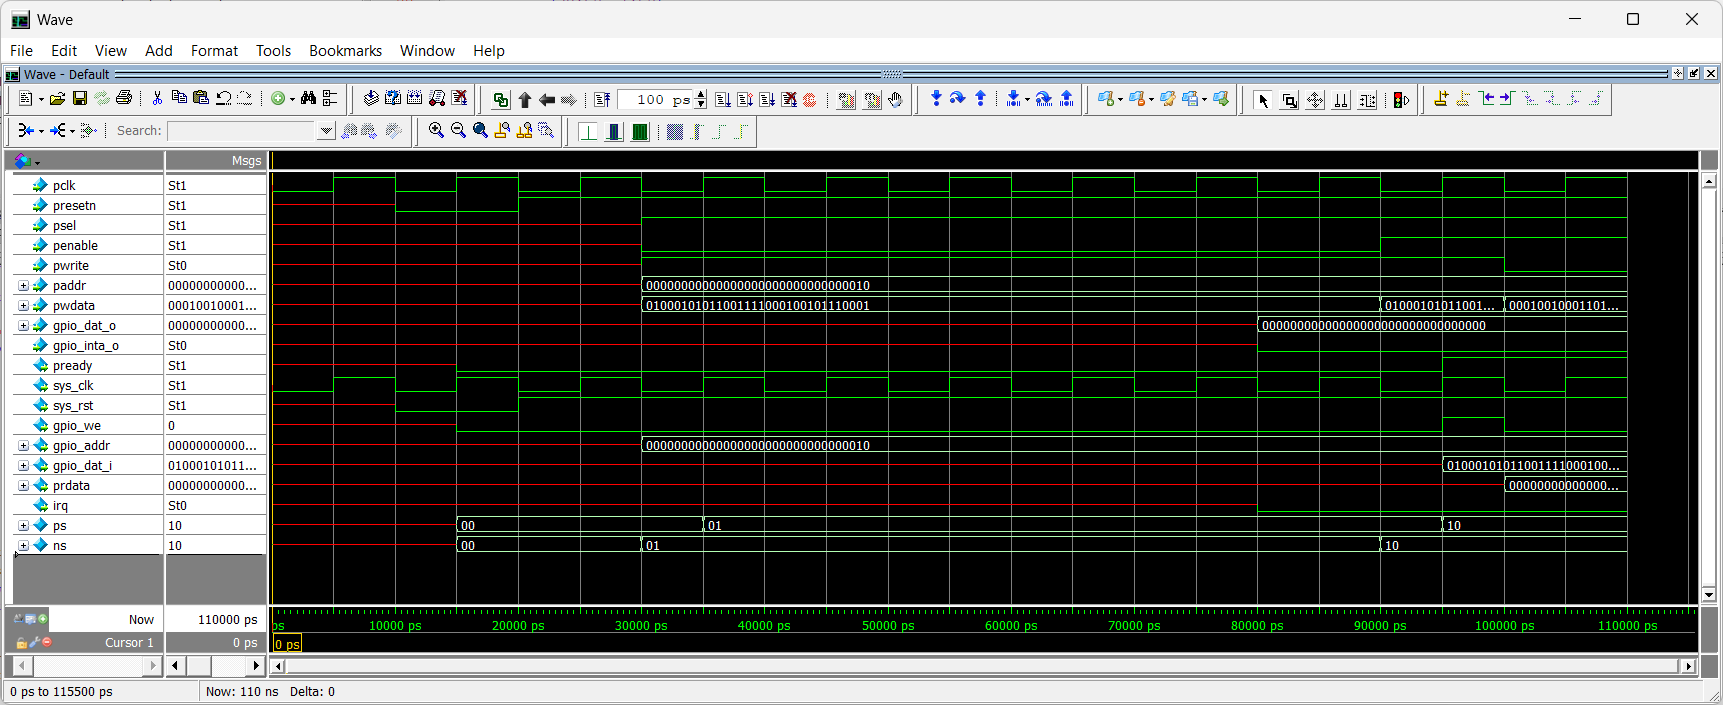 Wave
File Edit View Add Format Tools Bookmarks Window Help
Wave - Default
100 ps
Search:
Msgs
pclk St1
presetn St1
psel St1
penable St1
pwrite St0
paddr 00000000000... 00000000000000000000000000000010
pwdata 00010010001... 01000101011001111000100101110001 01000101011001... 00010010001101...
gpio_dat_o 00000000000... 00000000000000000000000000000000
gpio_inta_o St0
pready St1
sys_clk St1
sys_rst St1
gpio_we 0
gpio_addr 00000000000... 00000000000000000000000000000010
gpio_dat_i 01000101011... 01000101011001111000100...
prdata 00000000000... 00000000000000...
irq St0
ps 10 00 01 10
ns 10 00 01 10
Now 110000 ps ps 10000 ps 20000 ps 30000 ps 40000 ps 50000 ps 60000 ps 70000 ps 80000 ps 90000 ps 100000 ps 110000 ps
Cursor 1 0 ps 0 ps
0 ps to 115500 ps Now: 110 ns Delta: 0